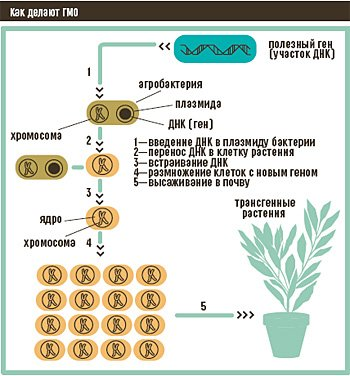 Как делают ГМО
полезный ген
(участок ДНК)
1
агробактерия
плазмида
ДНК (ген)
хромосома
2
1—введение ДНК в плазмиду бактерии
2—перенос ДНК в клетку растения
3—встраивание ДНК
4—размножение клеток с новым геном
5—высаживание в почву
3
ядро
хромосома
4
трансгенные
растения
5